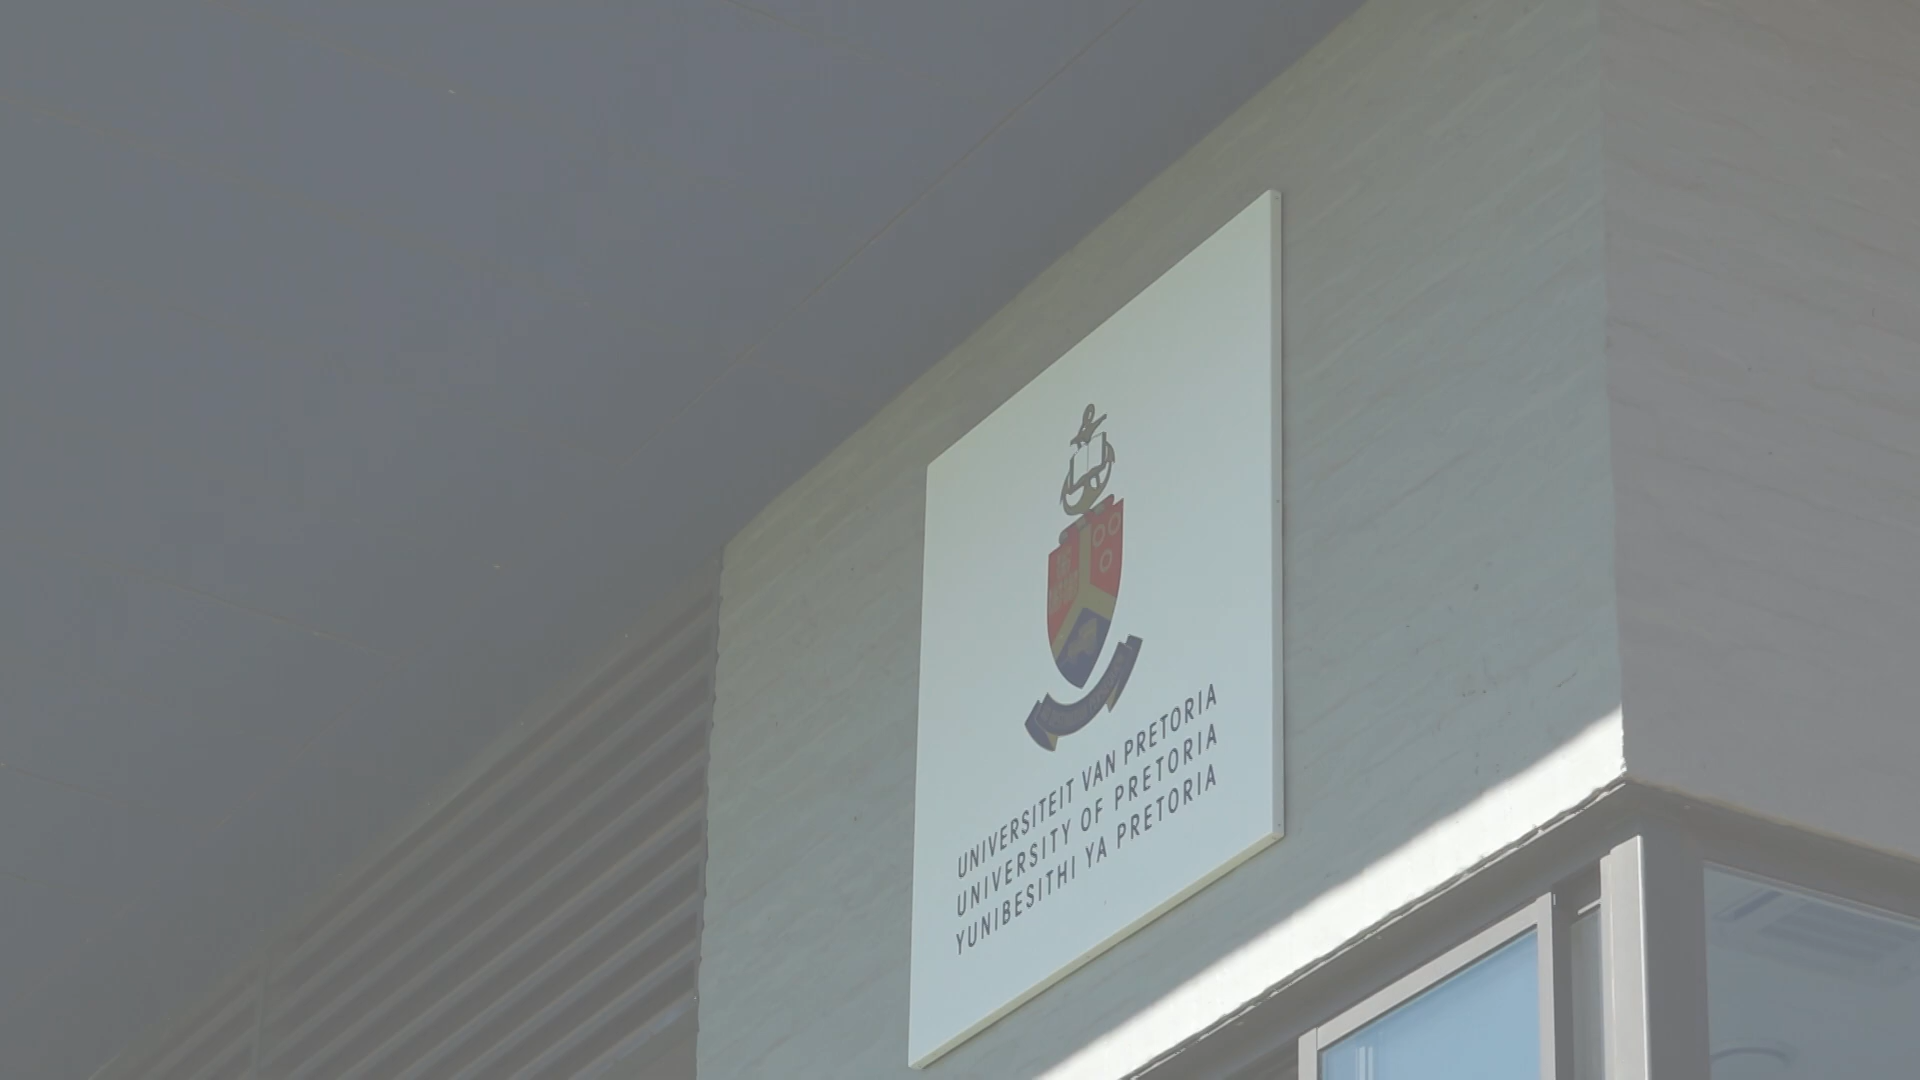 UNIVERSITEIT VAN PRETORIA
UNIVERSITY OF PRETORIA
YUNIBESITHI YA PRETORIA